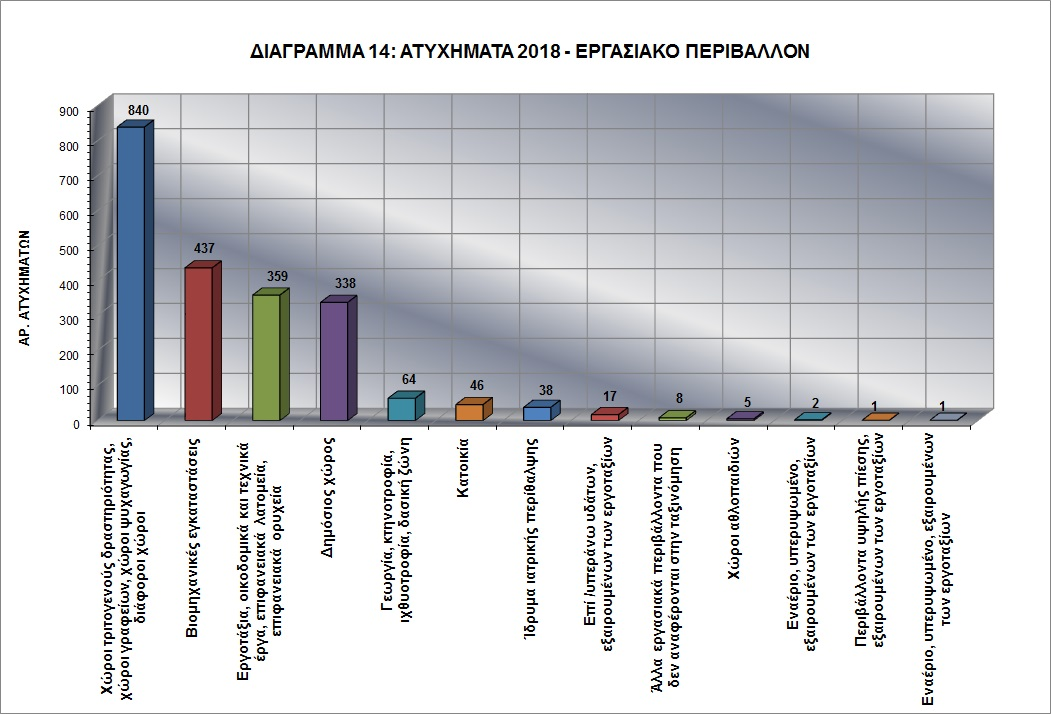 ΔΙΑΓΡΑΜΜΑ 14: ΑΤΥΧΗΜΑΤΑ 2018 - ΕΡΓΑΣΙΑΚΟ ΠΕΡΙΒΑΛΛΟΝ
ΑΡ. ΑΤΥΧΗΜΑΤΩΝ
900
800
700
600
500
400
300
200
100
0
840
437
359
338
64
46
38
17
8
5
2
1
1
Χώροι τριτογενούς δραστηριότητας,
χώροι γραφείων, χώροι ψυχαγωγίας,
διάφοροι χώροι
Βιομηχανικές εγκαταστάσεις
Εργοτάξια, οικοδομικά και τεχνικά
έργα, επιφανειακά λατομεία,
επιφανειακά ορυχεία
Δημόσιος χώρος
Γεωργία, κτηνοτροφία,
ιχθυοτροφία, δασική ζώνη
Κατοικία
Ίδρυμα ιατρικής περίθαλψης
Επί /υπεράνω υδάτων,
εξαιρουμένων των εργοταξίων
Άλλα εργασιακά περιβάλλοντα που
δεν αναφέρονται στην ταξινόμηση
Χώροι αθλοπαιδιών
Εναέριο, υπερυψωμένο,
εξαιρουμένων των εργοταξίων
Περιβάλλοντα υψηλής πίεσης,
εξαιρουμένων των εργοταξίων
Εναέριο, υπερυψωμένο, εξαιρουμένων
των εργοταξίων